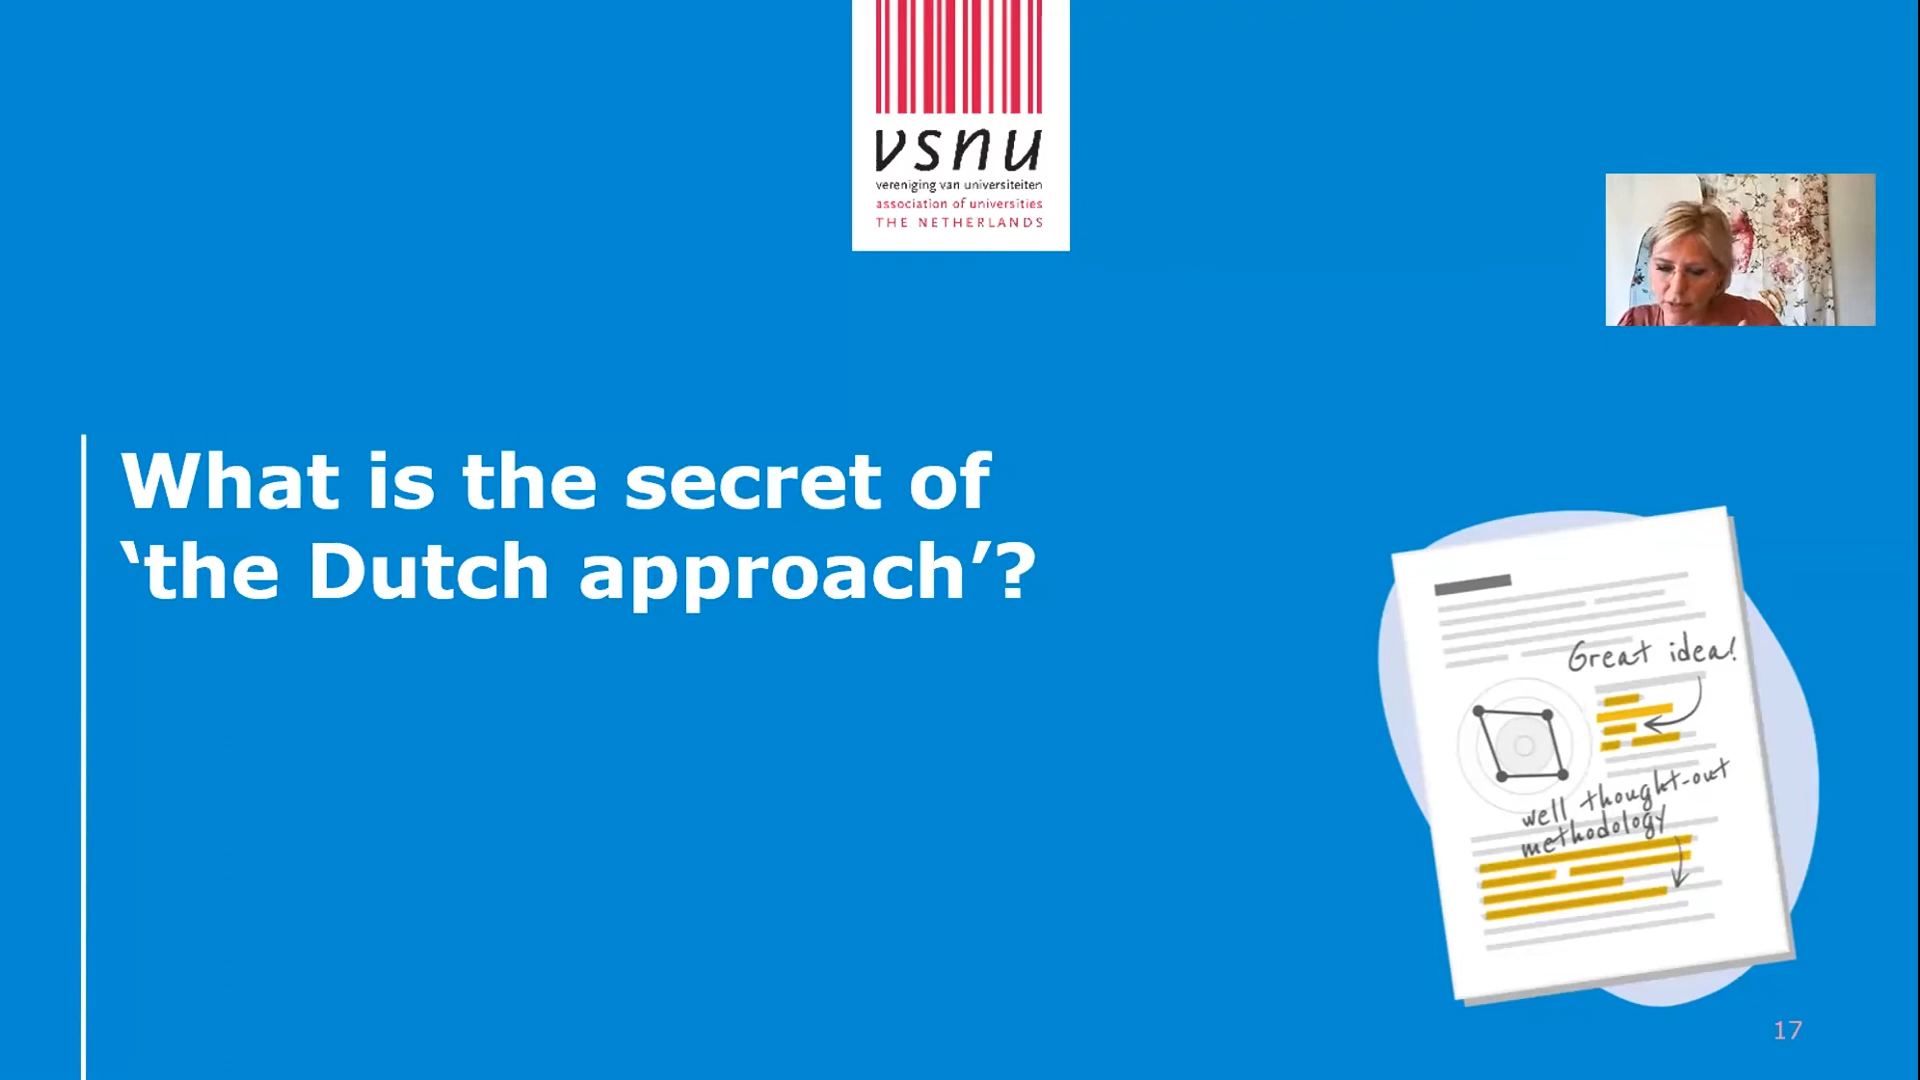 vsnu
vereniging van universiteiten
association of universities
THE NETHERLANDS
What is the secret of
‘the Dutch approach’?
Great idea!
well thought-out
methodology
17